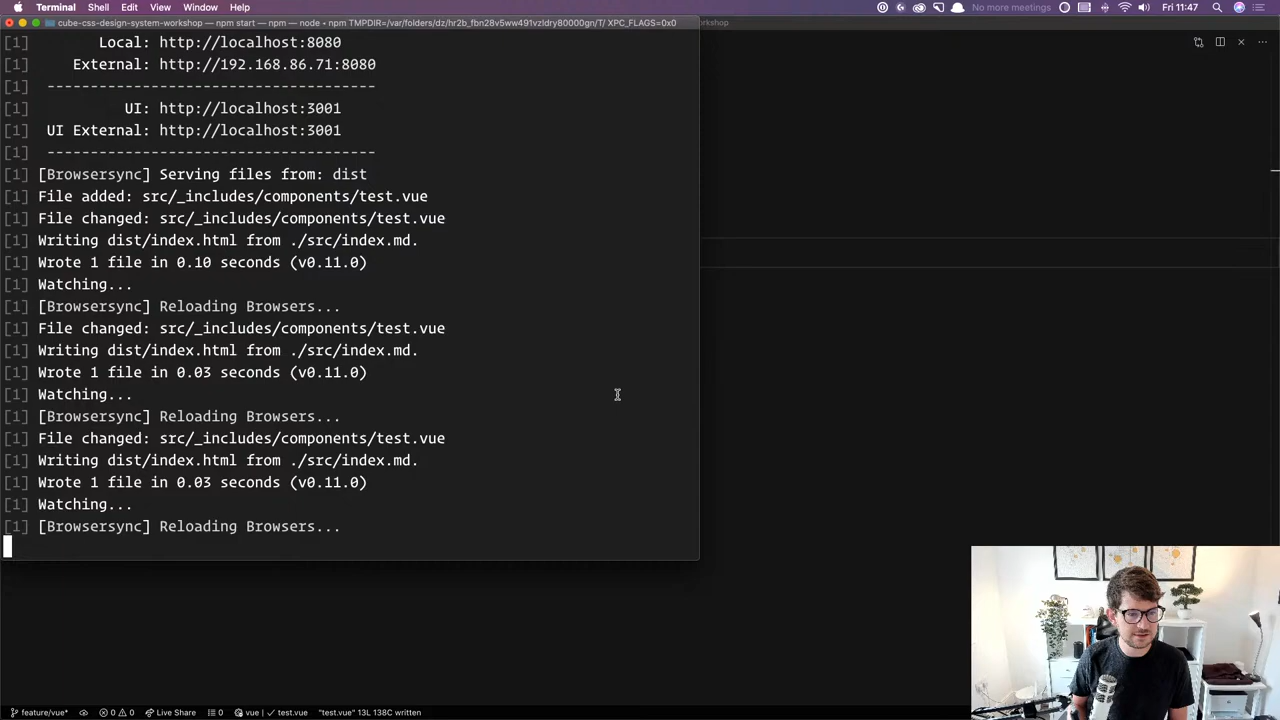 Terminal Shell Edit View Window Help
No more meetings Fri 11:47
cube-css-design-system-workshop — npm start — npm — node ◂ npm TMPDIR=/var/folders/dz/hr2b_fbn28v5ww491vzldry80000gn/T/ XPC_FLAGS=0x0
rkshop
[1] Local: http://localhost:8080
[1] External: http://192.168.86.71:8080
[1] --------------------------------------
[1] UI: http://localhost:3001
[1] UI External: http://localhost:3001
[1] --------------------------------------
[1] [Browsersync] Serving files from: dist
[1] File added: src/_includes/components/test.vue
[1] File changed: src/_includes/components/test.vue
[1] Writing dist/index.html from ./src/index.md.
[1] Wrote 1 file in 0.10 seconds (v0.11.0)
[1] Watching...
[1] [Browsersync] Reloading Browsers...
[1] File changed: src/_includes/components/test.vue
[1] Writing dist/index.html from ./src/index.md.
[1] Wrote 1 file in 0.03 seconds (v0.11.0)
[1] Watching...
[1] [Browsersync] Reloading Browsers...
[1] File changed: src/_includes/components/test.vue
[1] Writing dist/index.html from ./src/index.md.
[1] Wrote 1 file in 0.03 seconds (v0.11.0)
[1] Watching...
[1] [Browsersync] Reloading Browsers...
feature/vue* 0 0 Live Share 0 vue | ✓ test.vue "test.vue" 13L 138C written